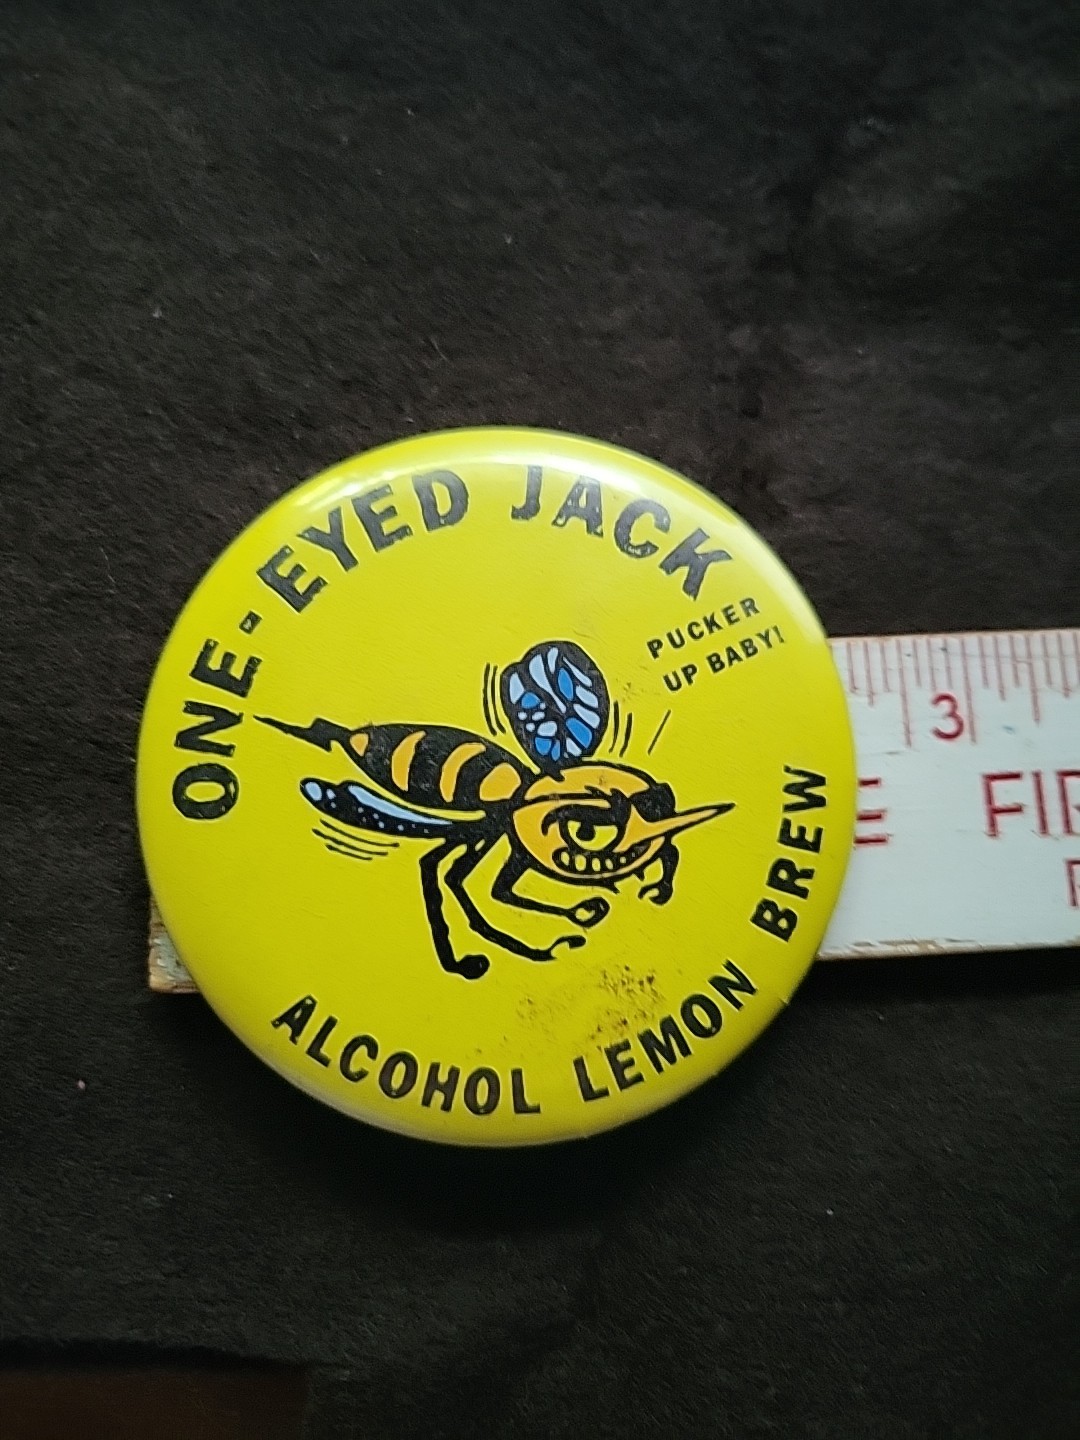 ONE-EYED JACK
PUCKER
UP BABY!
ALCOHOL LEMON BREW
3